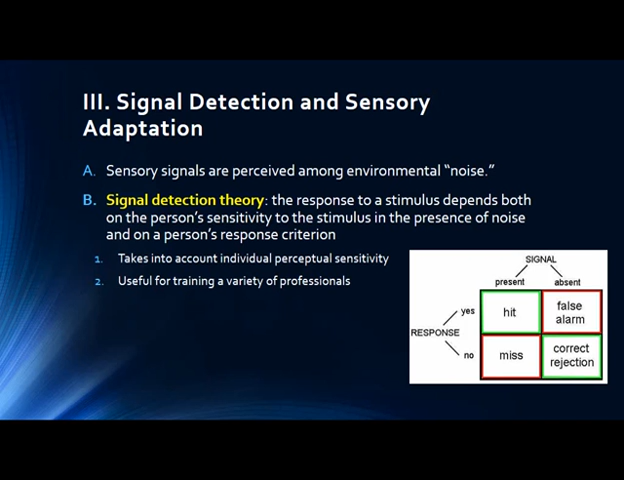 III. Signal Detection and Sensory
Adaptation
A. Sensory signals are perceived among environmental “noise.”
B. Signal detection theory: the response to a stimulus depends both
on the person’s sensitivity to the stimulus in the presence of noise
and on a person’s response criterion
1. Takes into account individual perceptual sensitivity
2. Useful for training a variety of professionals
SIGNAL
present absent
RESPONSE
yes hit false
alarm
no miss correct
rejection